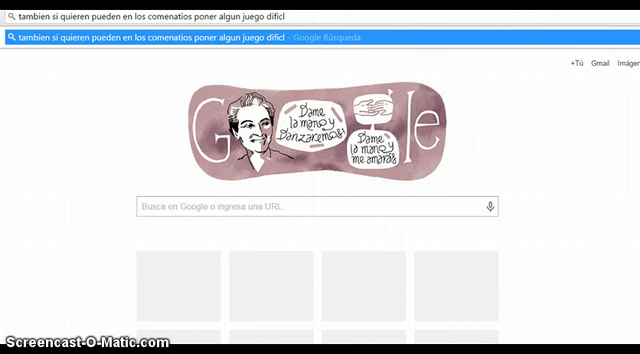 tambien si quieren pueden en los comenatios poner algun juego dificl
tambien si quieren pueden en los comenatios poner algun juego dificl - Google Búsqueda
+Tú Gmail Imágen
G
Dame
la mano y
Danzaremos;
gle
Dame
la mano y
me amarás
Busca en Google o ingresa una URL
Screencast-O-Matic.com